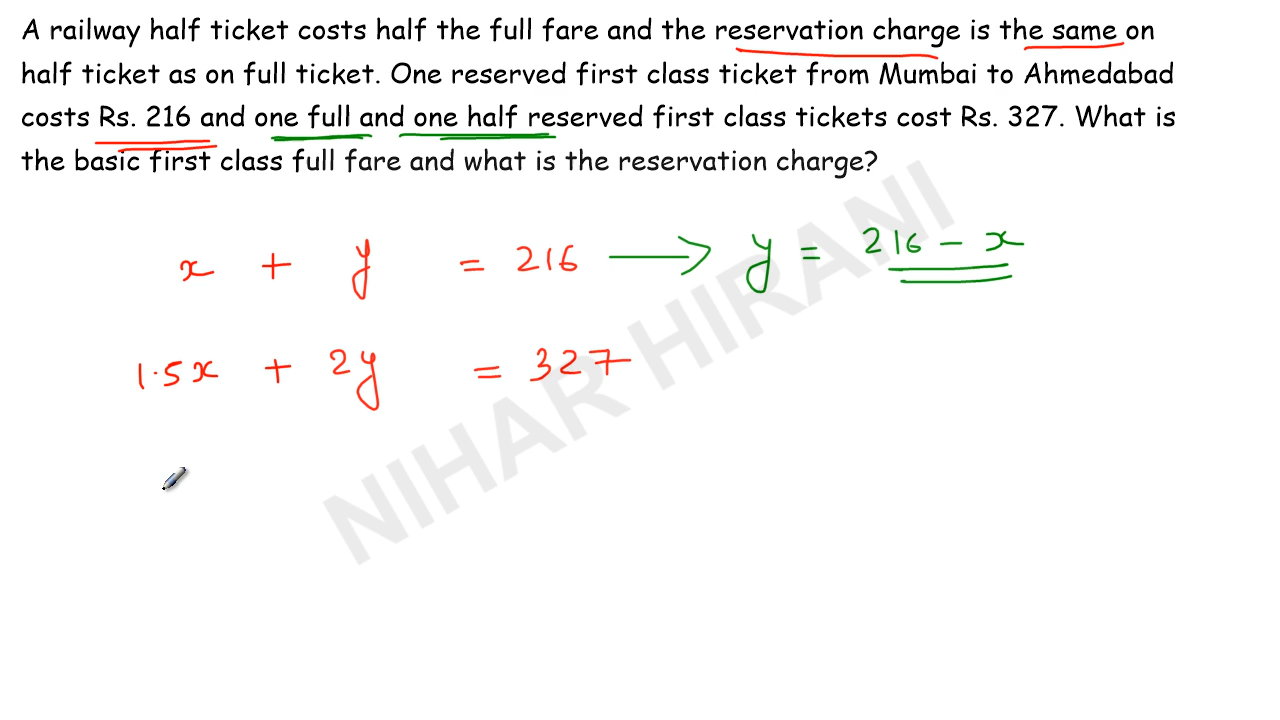 A railway half ticket costs half the full fare and the reservation charge is the same on
half ticket as on full ticket. One reserved first class ticket from Mumbai to Ahmedabad
costs Rs. 216 and one full and one half reserved first class tickets cost Rs. 327. What is
the basic first class full fare and what is the reservation charge?
x + y = 216 → y = 216 - x
1.5x + 2y = 327
NIHAR HIRANI